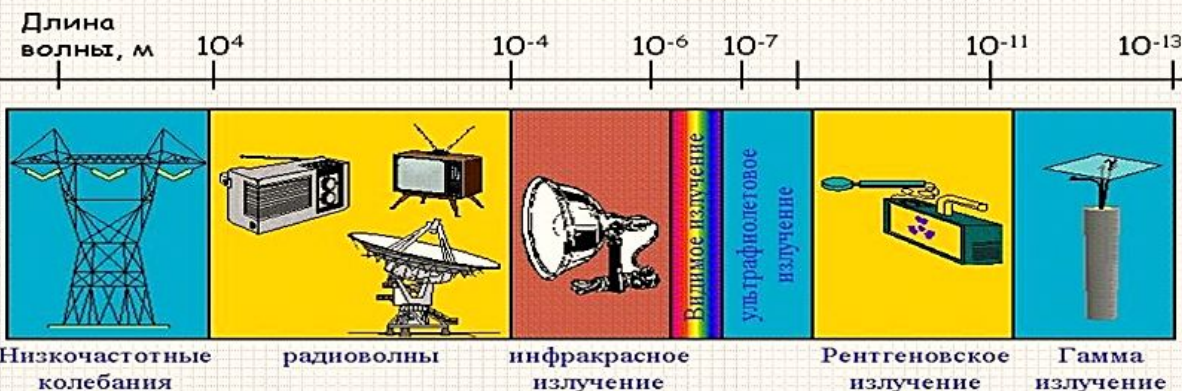 Длина
волны, м
10⁴
10⁻⁴
10⁻⁶
10⁻⁷
10⁻¹¹
10⁻¹³
Видимое излучение
ультрафиолетовое
излучение
Низкочастотные
колебания
радиоволны
инфракрасное
излучение
Рентгеновское
излучение
Гамма
излучение